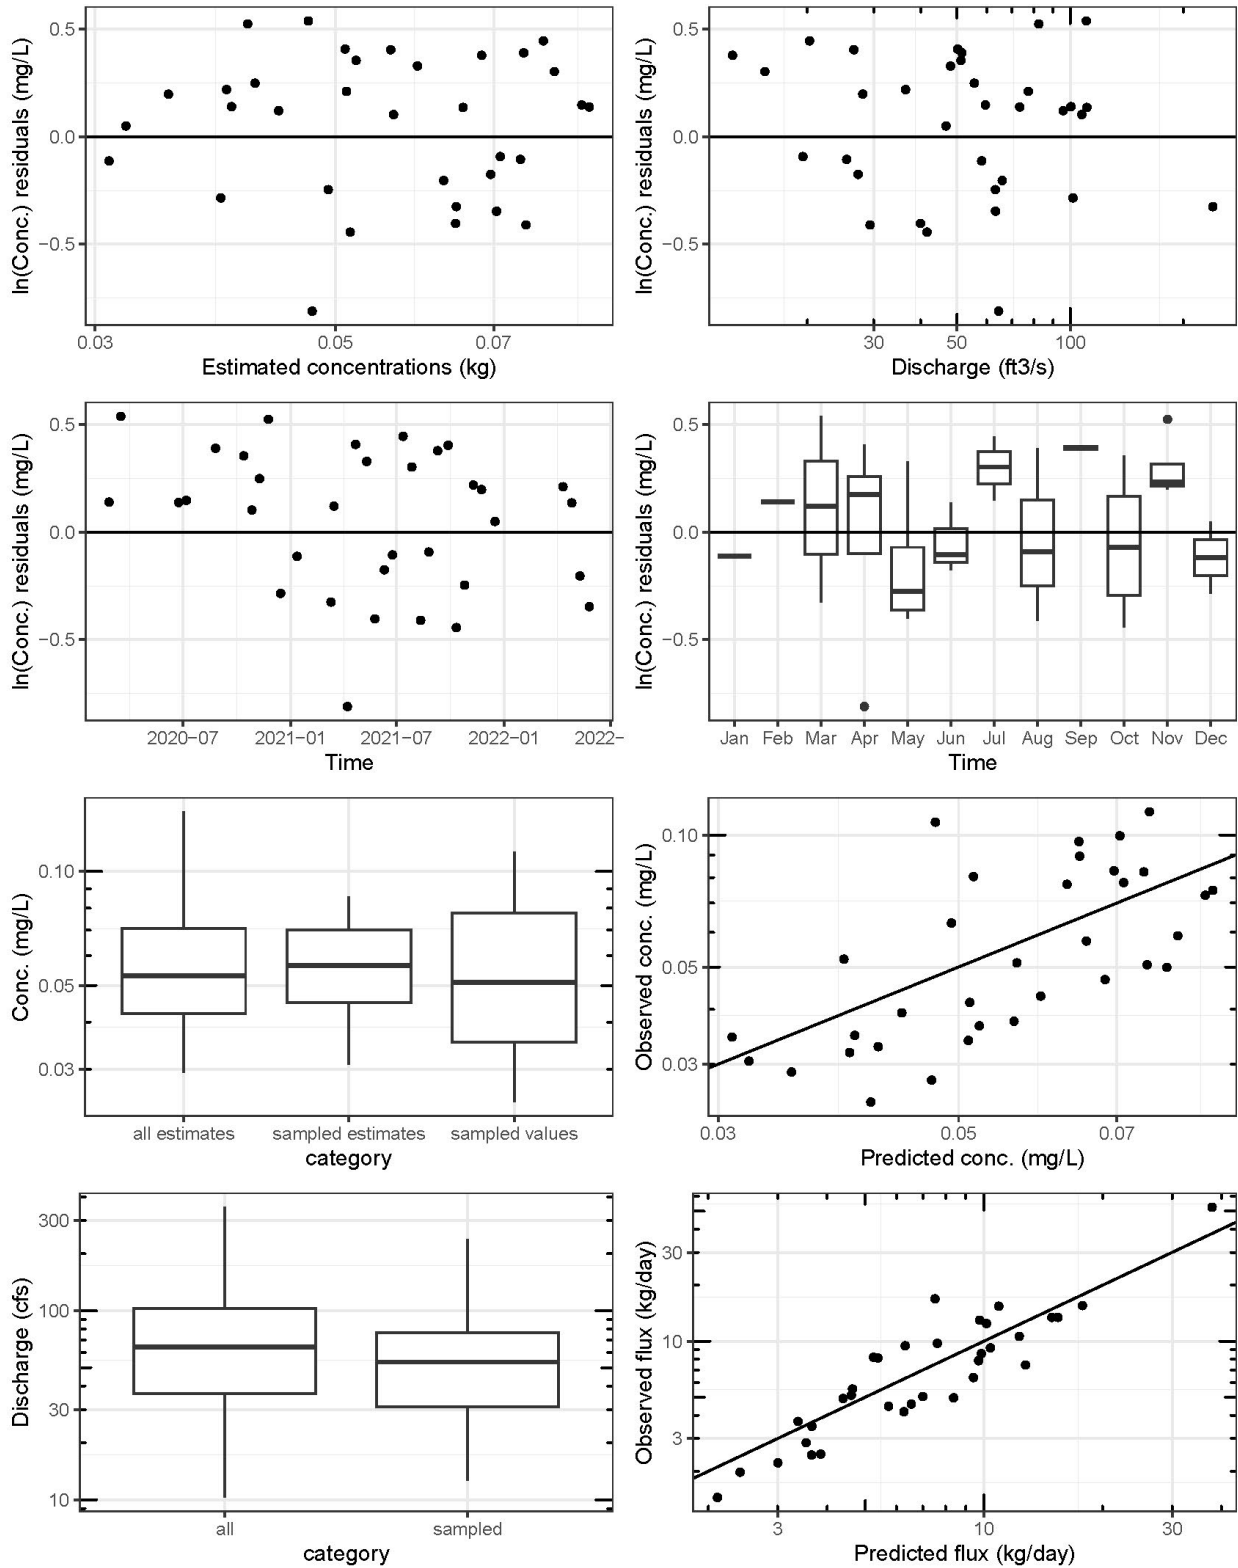 ln(Conc.) residuals (mg/L)
0.5
0.0
−0.5
0.03
0.05
0.07
Estimated concentrations (kg)
ln(Conc.) residuals (mg/L)
0.5
0.0
−0.5
30
50
100
Discharge (ft3/s)
ln(Conc.) residuals (mg/L)
0.5
0.0
−0.5
2020−07
2021−01
2021−07
2022−01
2022−
Time
ln(Conc.) residuals (mg/L)
0.5
0.0
−0.5
Jan Feb Mar Apr May Jun Jul Aug Sep Oct Nov Dec
Time
Conc. (mg/L)
0.10
0.05
0.03
all estimates
sampled estimates
sampled values
category
Observed conc. (mg/L)
0.10
0.05
0.03
0.03
0.05
0.07
Predicted conc. (mg/L)
Discharge (cfs)
300
100
30
10
all
sampled
category
Observed flux (kg/day)
30
10
3
3
10
30
Predicted flux (kg/day)